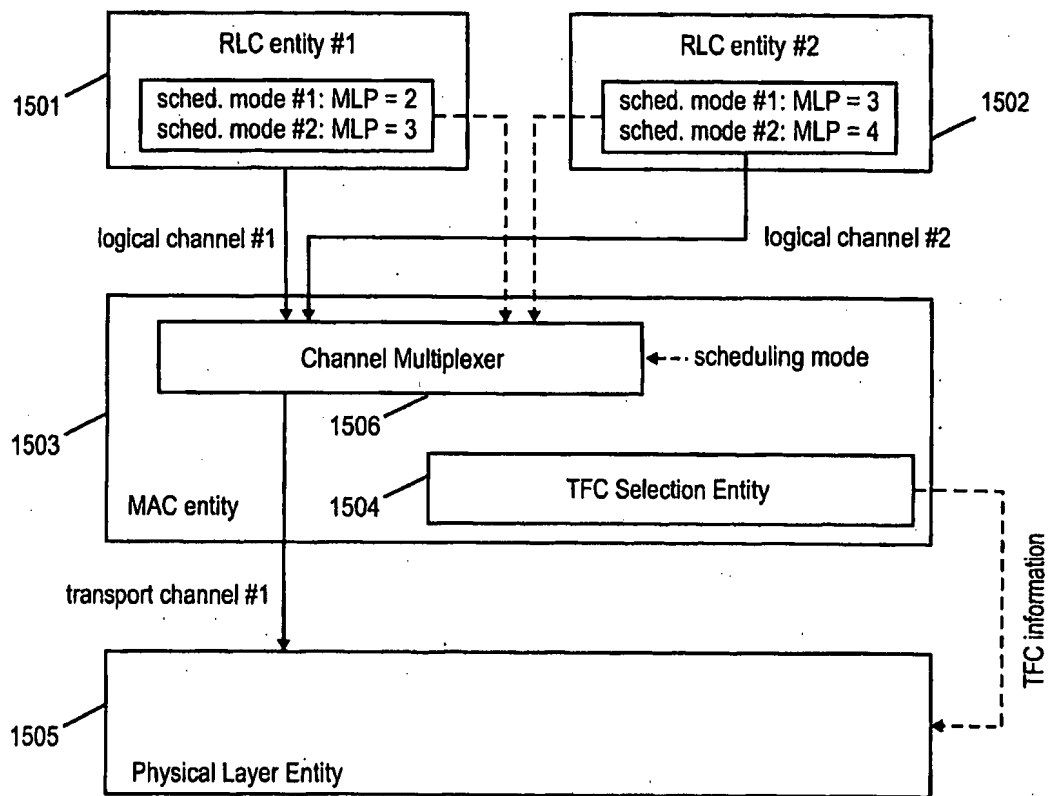 RLC entity #1
RLC entity #2
sched. mode #1: MLP = 2
sched. mode #2: MLP = 3
sched. mode #1: MLP = 3
sched. mode #2: MLP = 4
1501
1502
logical channel #1
logical channel #2
Channel Multiplexer
scheduling mode
1506
1503
1504
TFC Selection Entity
MAC entity
transport channel #1
TFC information
1505
Physical Layer Entity